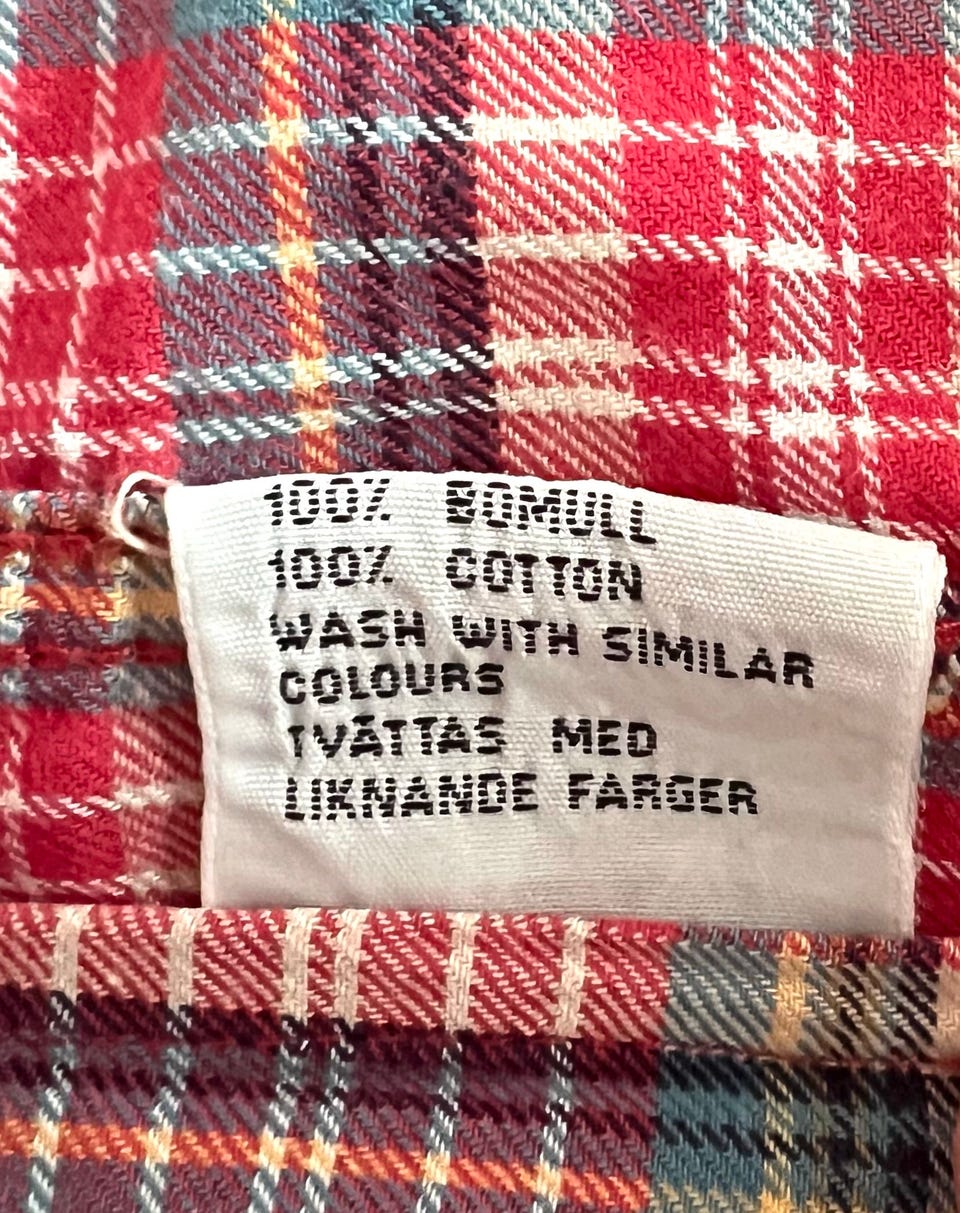 100% BOMULL
100% COTTON
WASH WITH SIMILAR
COLOURS
TVÄTTAS MED
LIKNANDE FARGER